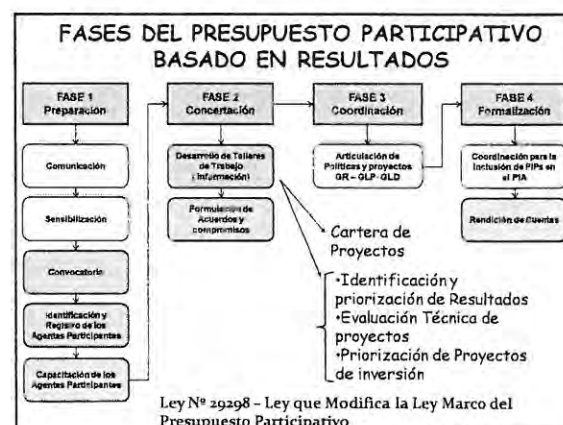 FASES DEL PRESUPUESTO PARTICIPATIVO
BASADO EN RESULTADOS
FASE 1
Preparación
Comunicación
Sensibilización
Convocatoria
Identificación y
Registro de los
Agentes Participantes
Capacitación de los
Agentes Participantes
FASE 2
Concertación
Desarrollo de Talleres
de Trabajo
(Información)
Formulación de
Acuerdos y
compromisos
FASE 3
Coordinación
Articulación de
Políticas y proyectos
GR – GLP- GLD
FASE 4
Formalización
Coordinación para la
Inclusión de PIPs en
el PIA
Rendición de Cuentas
Cartera de
Proyectos
•Identificación y
priorización de Resultados
•Evaluación Técnica de
proyectos
•Priorización de Proyectos
de inversión
Ley Nº 29298 – Ley que Modifica la Ley Marco del
Presupuesto Participativo